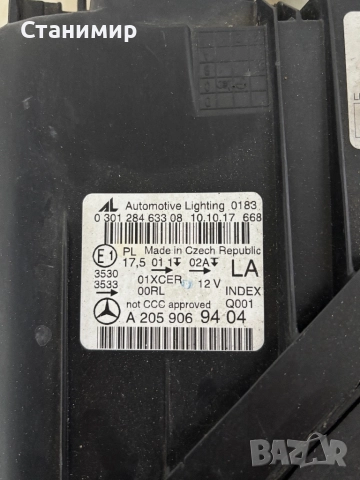 Станимир
Automotive Lighting 0183
0 301 284 633 08 10.10.17 668
E1 PL Made in Czech Republic
17,5 01 1 02A LA
3530
3533 01XCER 12 V
00RL INDEX
not CCC approved Q001
A 205 906 94 04
BAZAR